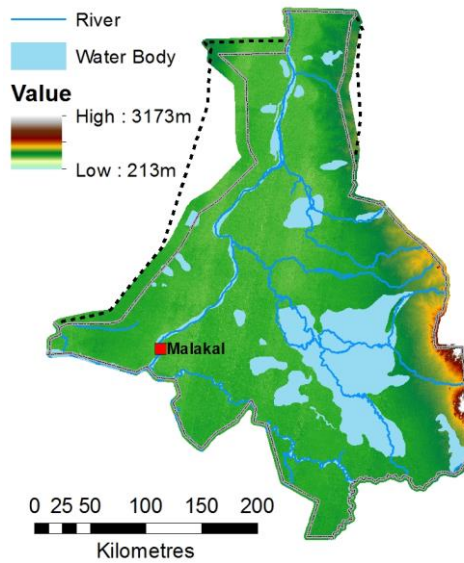 River
Water Body
Value
High : 3173m
Low : 213m
Malakal
0 25 50 100 150 200
Kilometres